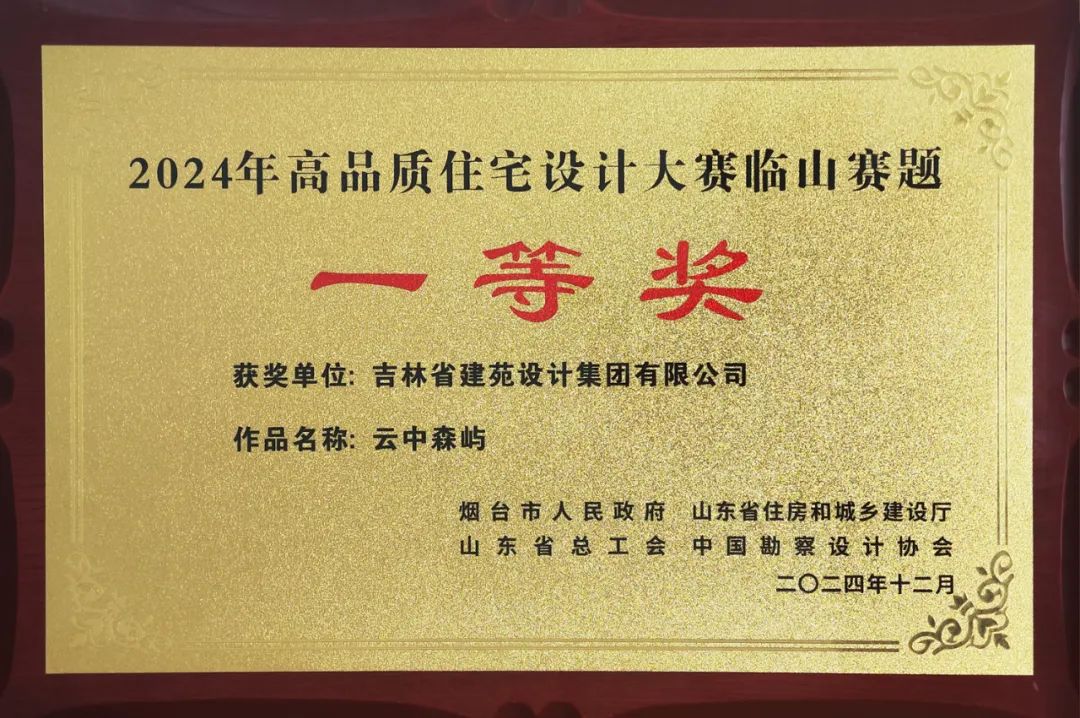 2024年高品质住宅设计大赛临山赛题
一等奖
获奖单位: 吉林省建苑设计集团有限公司
作品名称: 云中森屿
烟台市人民政府 山东省住房和城乡建设厅
山东省总工会 中国勘察设计协会
二〇二四年十二月